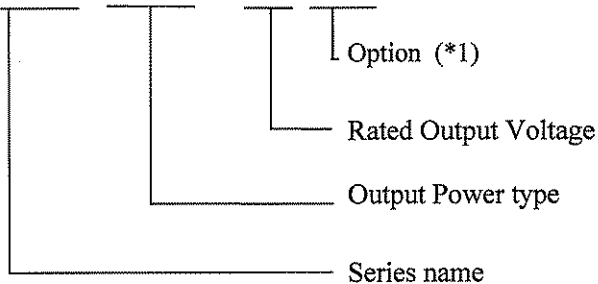 Option (*1)
Rated Output Voltage
Output Power type
Series name